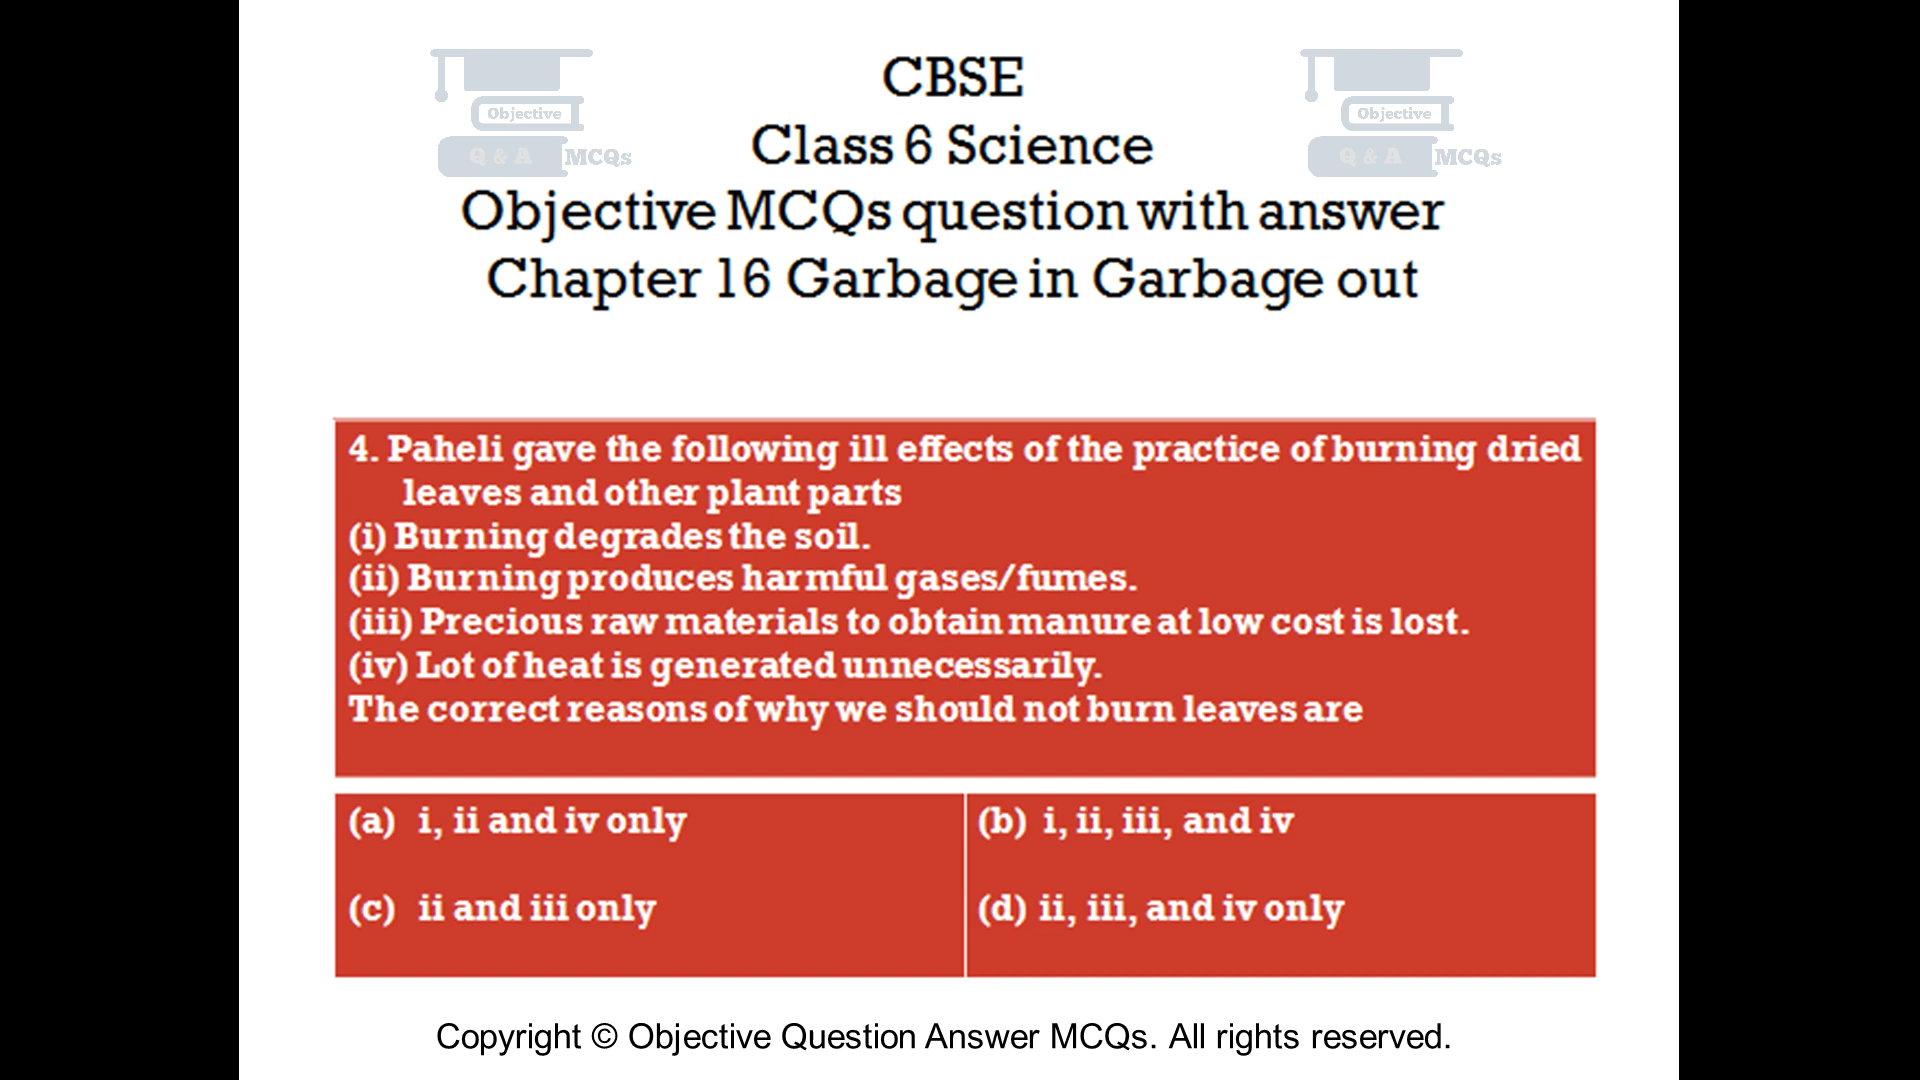 Objective
Q & A MCQs
CBSE
Class 6 Science
Objective MCQs question with answer
Chapter 16 Garbage in Garbage out
Objective
Q & A MCQs
4. Paheli gave the following ill effects of the practice of burning dried
leaves and other plant parts
(i) Burning degrades the soil.
(ii) Burning produces harmful gases/fumes.
(iii) Precious raw materials to obtain manure at low cost is lost.
(iv) Lot of heat is generated unnecessarily.
The correct reasons of why we should not burn leaves are
(a) i, ii and iv only
(b) i, ii, iii, and iv
(c) ii and iii only
(d) ii, iii, and iv only
Copyright © Objective Question Answer MCQs. All rights reserved.